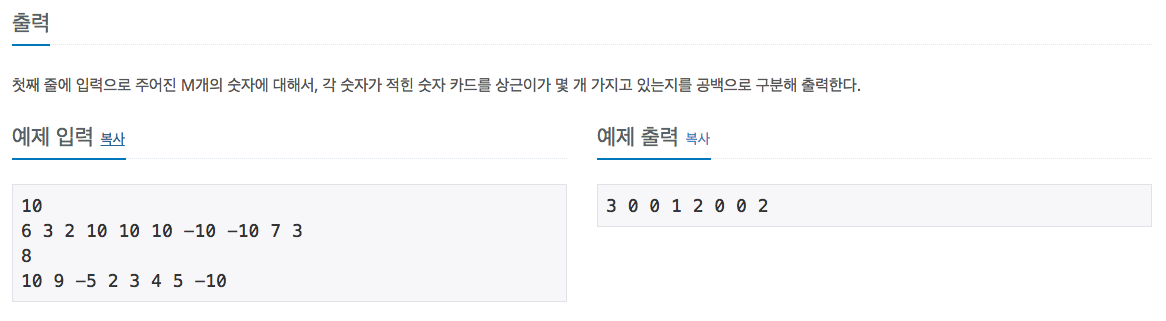 출력
첫째 줄에 입력으로 주어진 M개의 숫자에 대해서, 각 숫자가 적힌 숫자 카드를 상근이가 몇 개 가지고 있는지를 공백으로 구분해 출력한다.
예제 입력 복사
10
6 3 2 10 10 10 -10 -10 7 3
8
10 9 -5 2 3 4 5 -10
예제 출력 복사
3 0 0 1 2 0 0 2